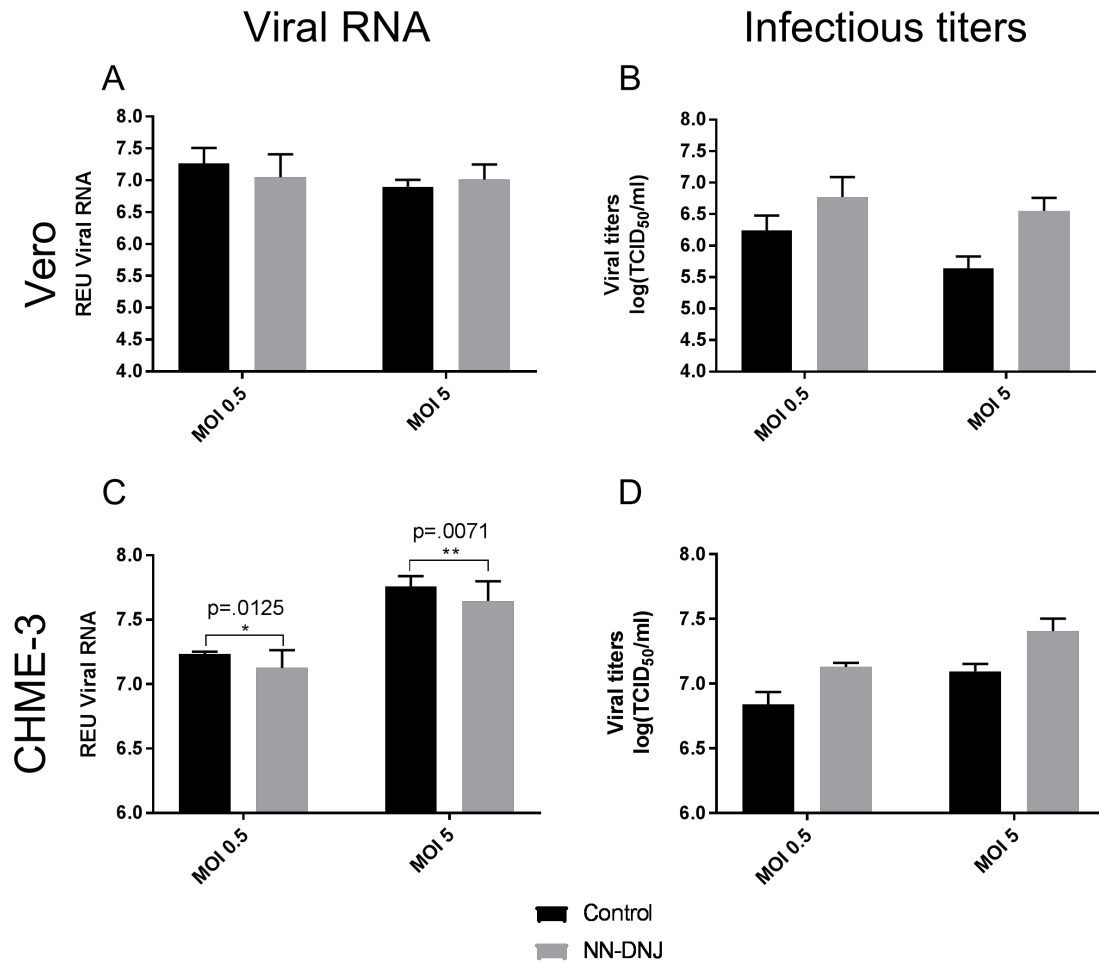 Viral RNA
Infectious titers
A
8.0
7.5
7.0
6.5
6.0
5.5
5.0
4.5
4.0
REU Viral RNA
Vero
MOI 0.5
MOI 5
B
8.0
7.5
7.0
6.5
6.0
5.5
5.0
4.5
4.0
Viral titers
log(TCID50/ml)
MOI 0.5
MOI 5
C
p=.0125
*
p=.0071
**
8.0
7.5
7.0
6.5
6.0
REU Viral RNA
CHME-3
MOI 0.5
MOI 5
D
8.0
7.5
7.0
6.5
6.0
Viral titers
log(TCID50/ml)
MOI 0.5
MOI 5
Control
NN-DNJ